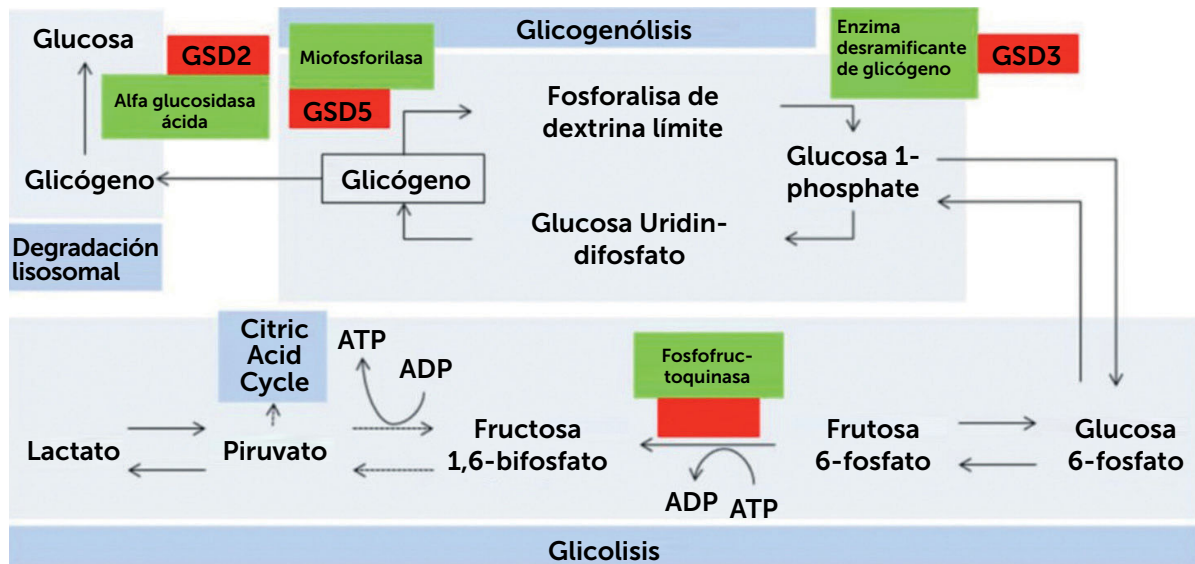 Glucosa
GSD2
Alfa glucosidasa
ácida
Glicógeno
Degradación
lisosomal
Glicogenólisis
Miofosforilasa
GSD5
Glicógeno
Fosforalisa de
dextrina límite
Glucosa Uridin-
difosfato
Enzima
desramificante
de glicógeno
GSD3
Glucosa 1-
phosphate
Citric
Acid
Cycle
ATP
ADP
Lactato
Piruvato
Fructosa
1,6-bifosfato
Fosfofruc-
toquinasa
ADP
ATP
Frutosa
6-fosfato
Glucosa
6-fosfato
Glicolisis